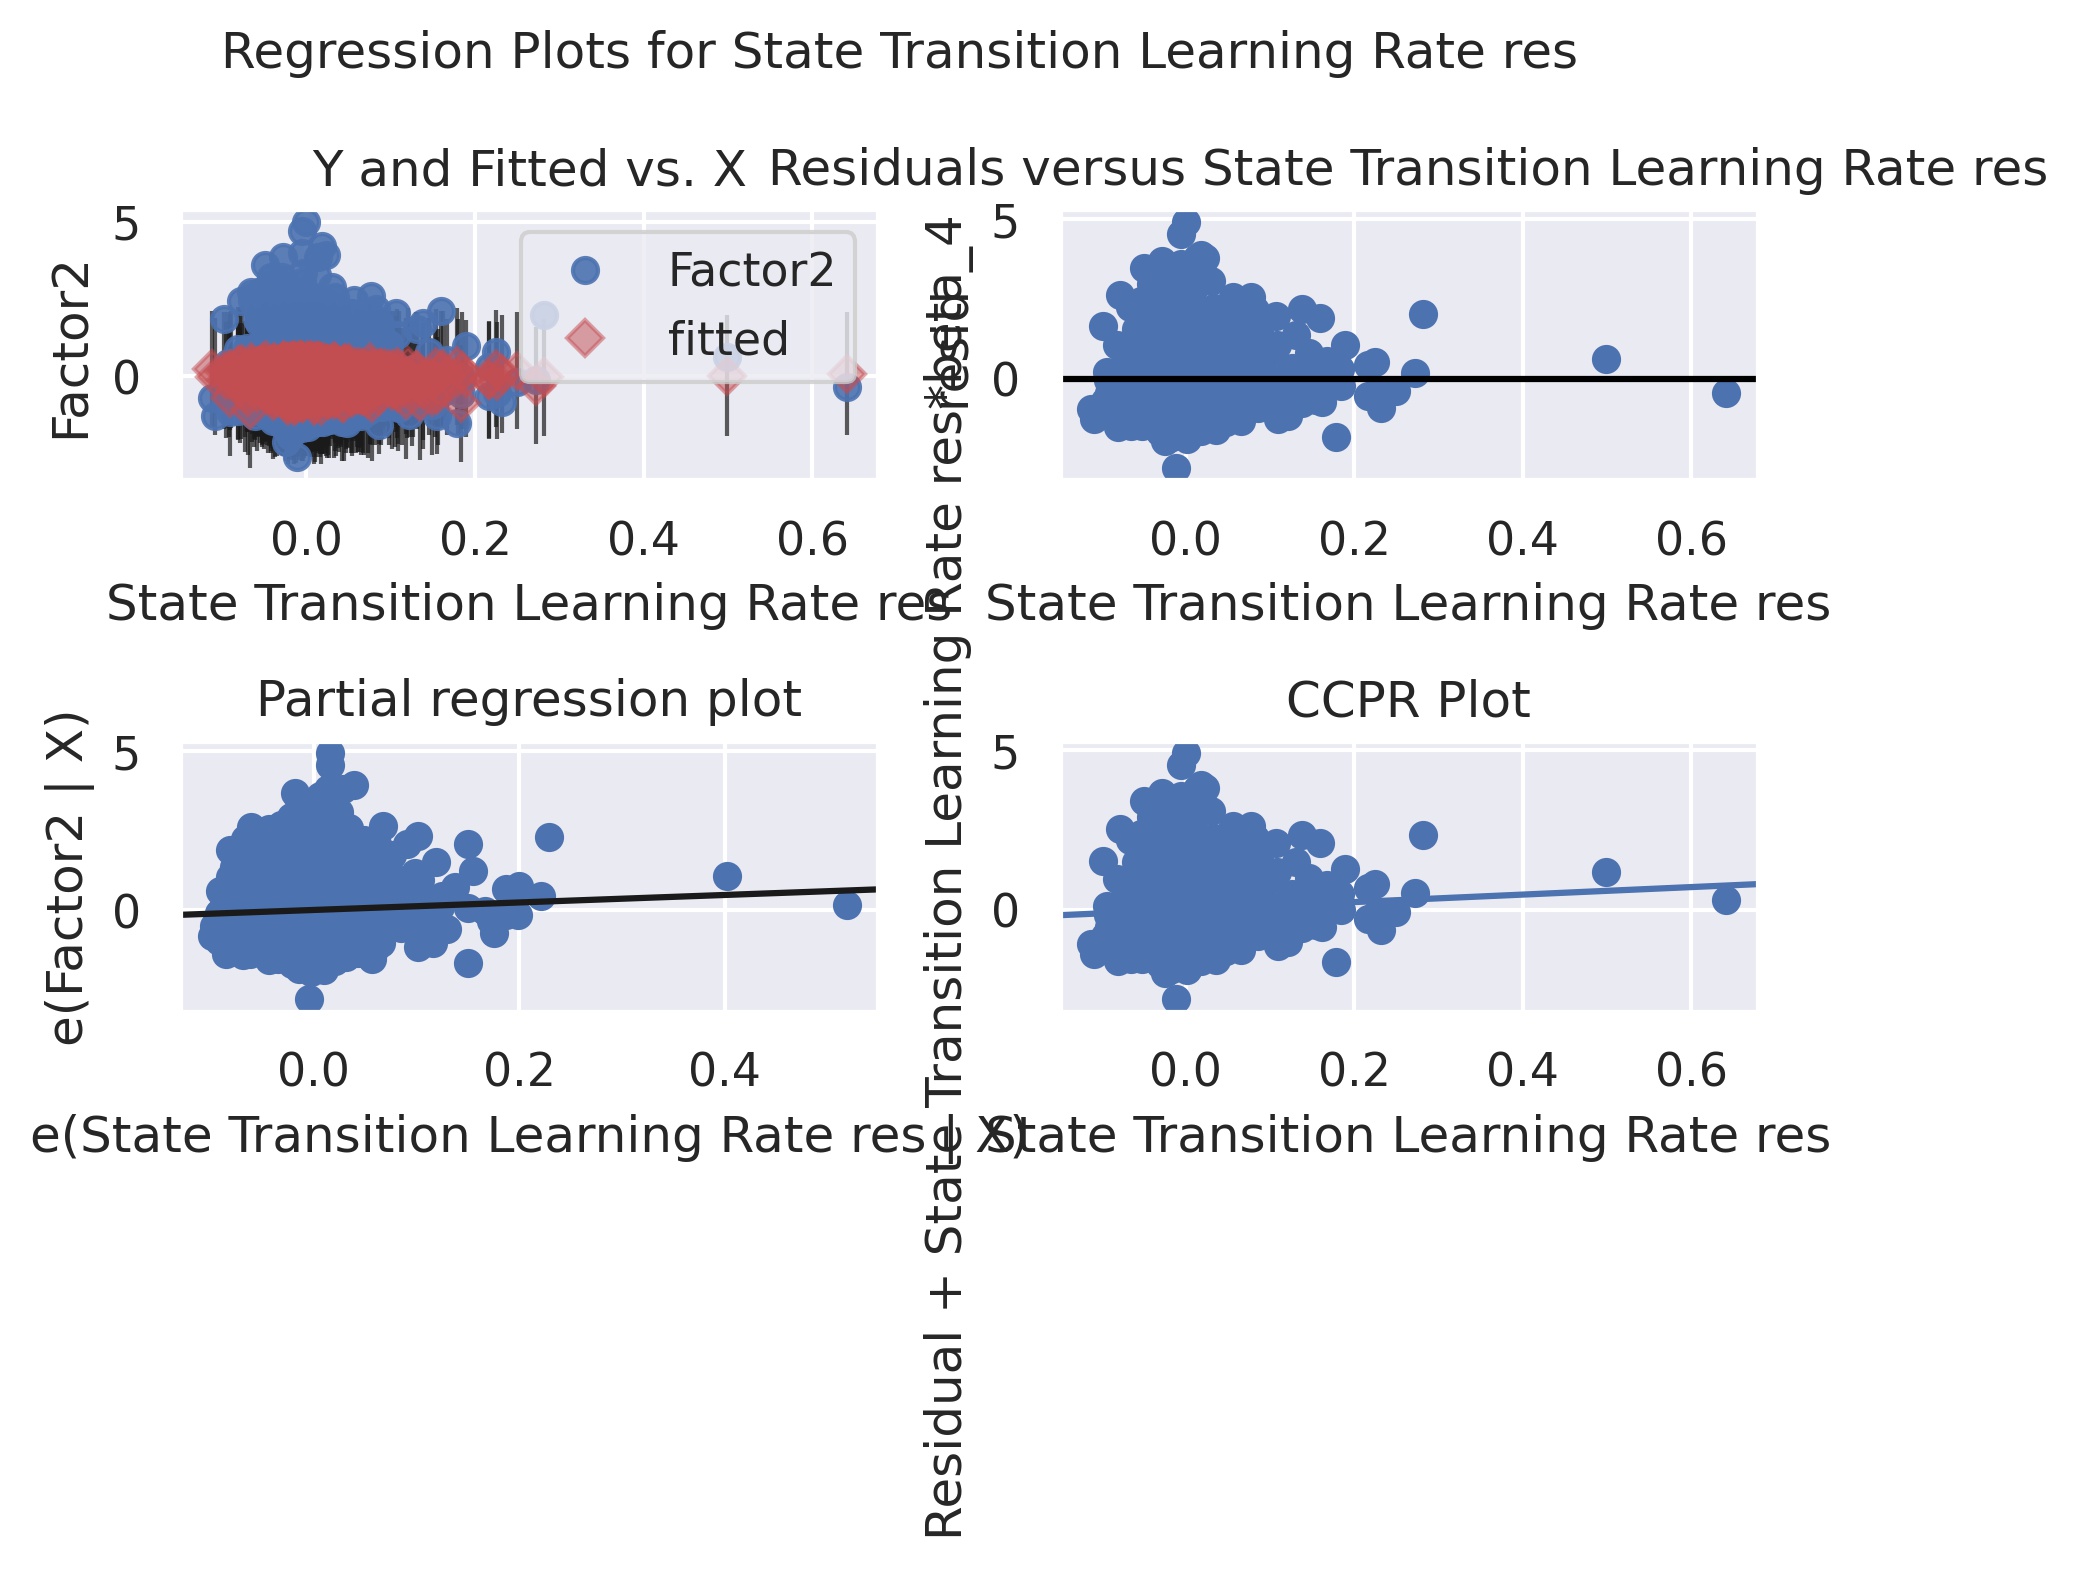 Regression Plots for State Transition Learning Rate res
Y and Fitted vs. X
Factor2
5
0
Factor2
fitted
0.0 0.2 0.4 0.6
State Transition Learning Rate res
Residuals versus State Transition Learning Rate res
resid
5
0
0.0 0.2 0.4 0.6
State Transition Learning Rate res
Partial regression plot
e(Factor2 | X)
5
0
0.0 0.2 0.4
e(State Transition Learning Rate res | X)
CCPR Plot
Residual + State Transition Learning Rate res*beta_4
5
0
0.0 0.2 0.4 0.6
State Transition Learning Rate res